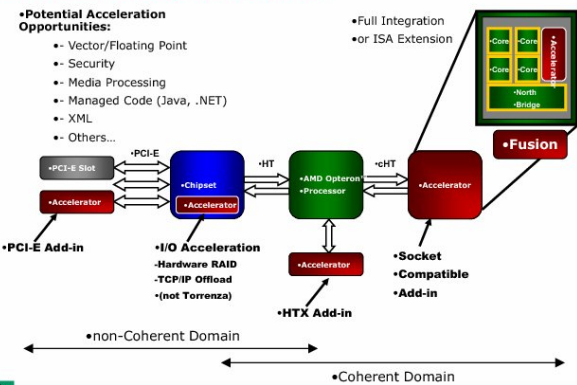 •Potential Acceleration
Opportunities:
•- Vector/Floating Point
•- Security
•- Media Processing
•- Managed Code (Java, .NET)
•- XML
•- Others…
•Full Integration
•or ISA Extension
•Core
•Core
•Core
•Core
•Accelerator
•North
•Bridge
•Fusion
•PCI-E Slot
•PCI-E
•Chipset
•Accelerator
•HT
•AMD Opteron™
•Processor
•cHT
•Accelerator
•Accelerator
•Accelerator
•PCI-E Add-in
•I/O Acceleration
-Hardware RAID
-TCP/IP Offload
•(not Torrenza)
•HTX Add-in
•Socket
•Compatible
•Add-in
•non-Coherent Domain
•Coherent Domain